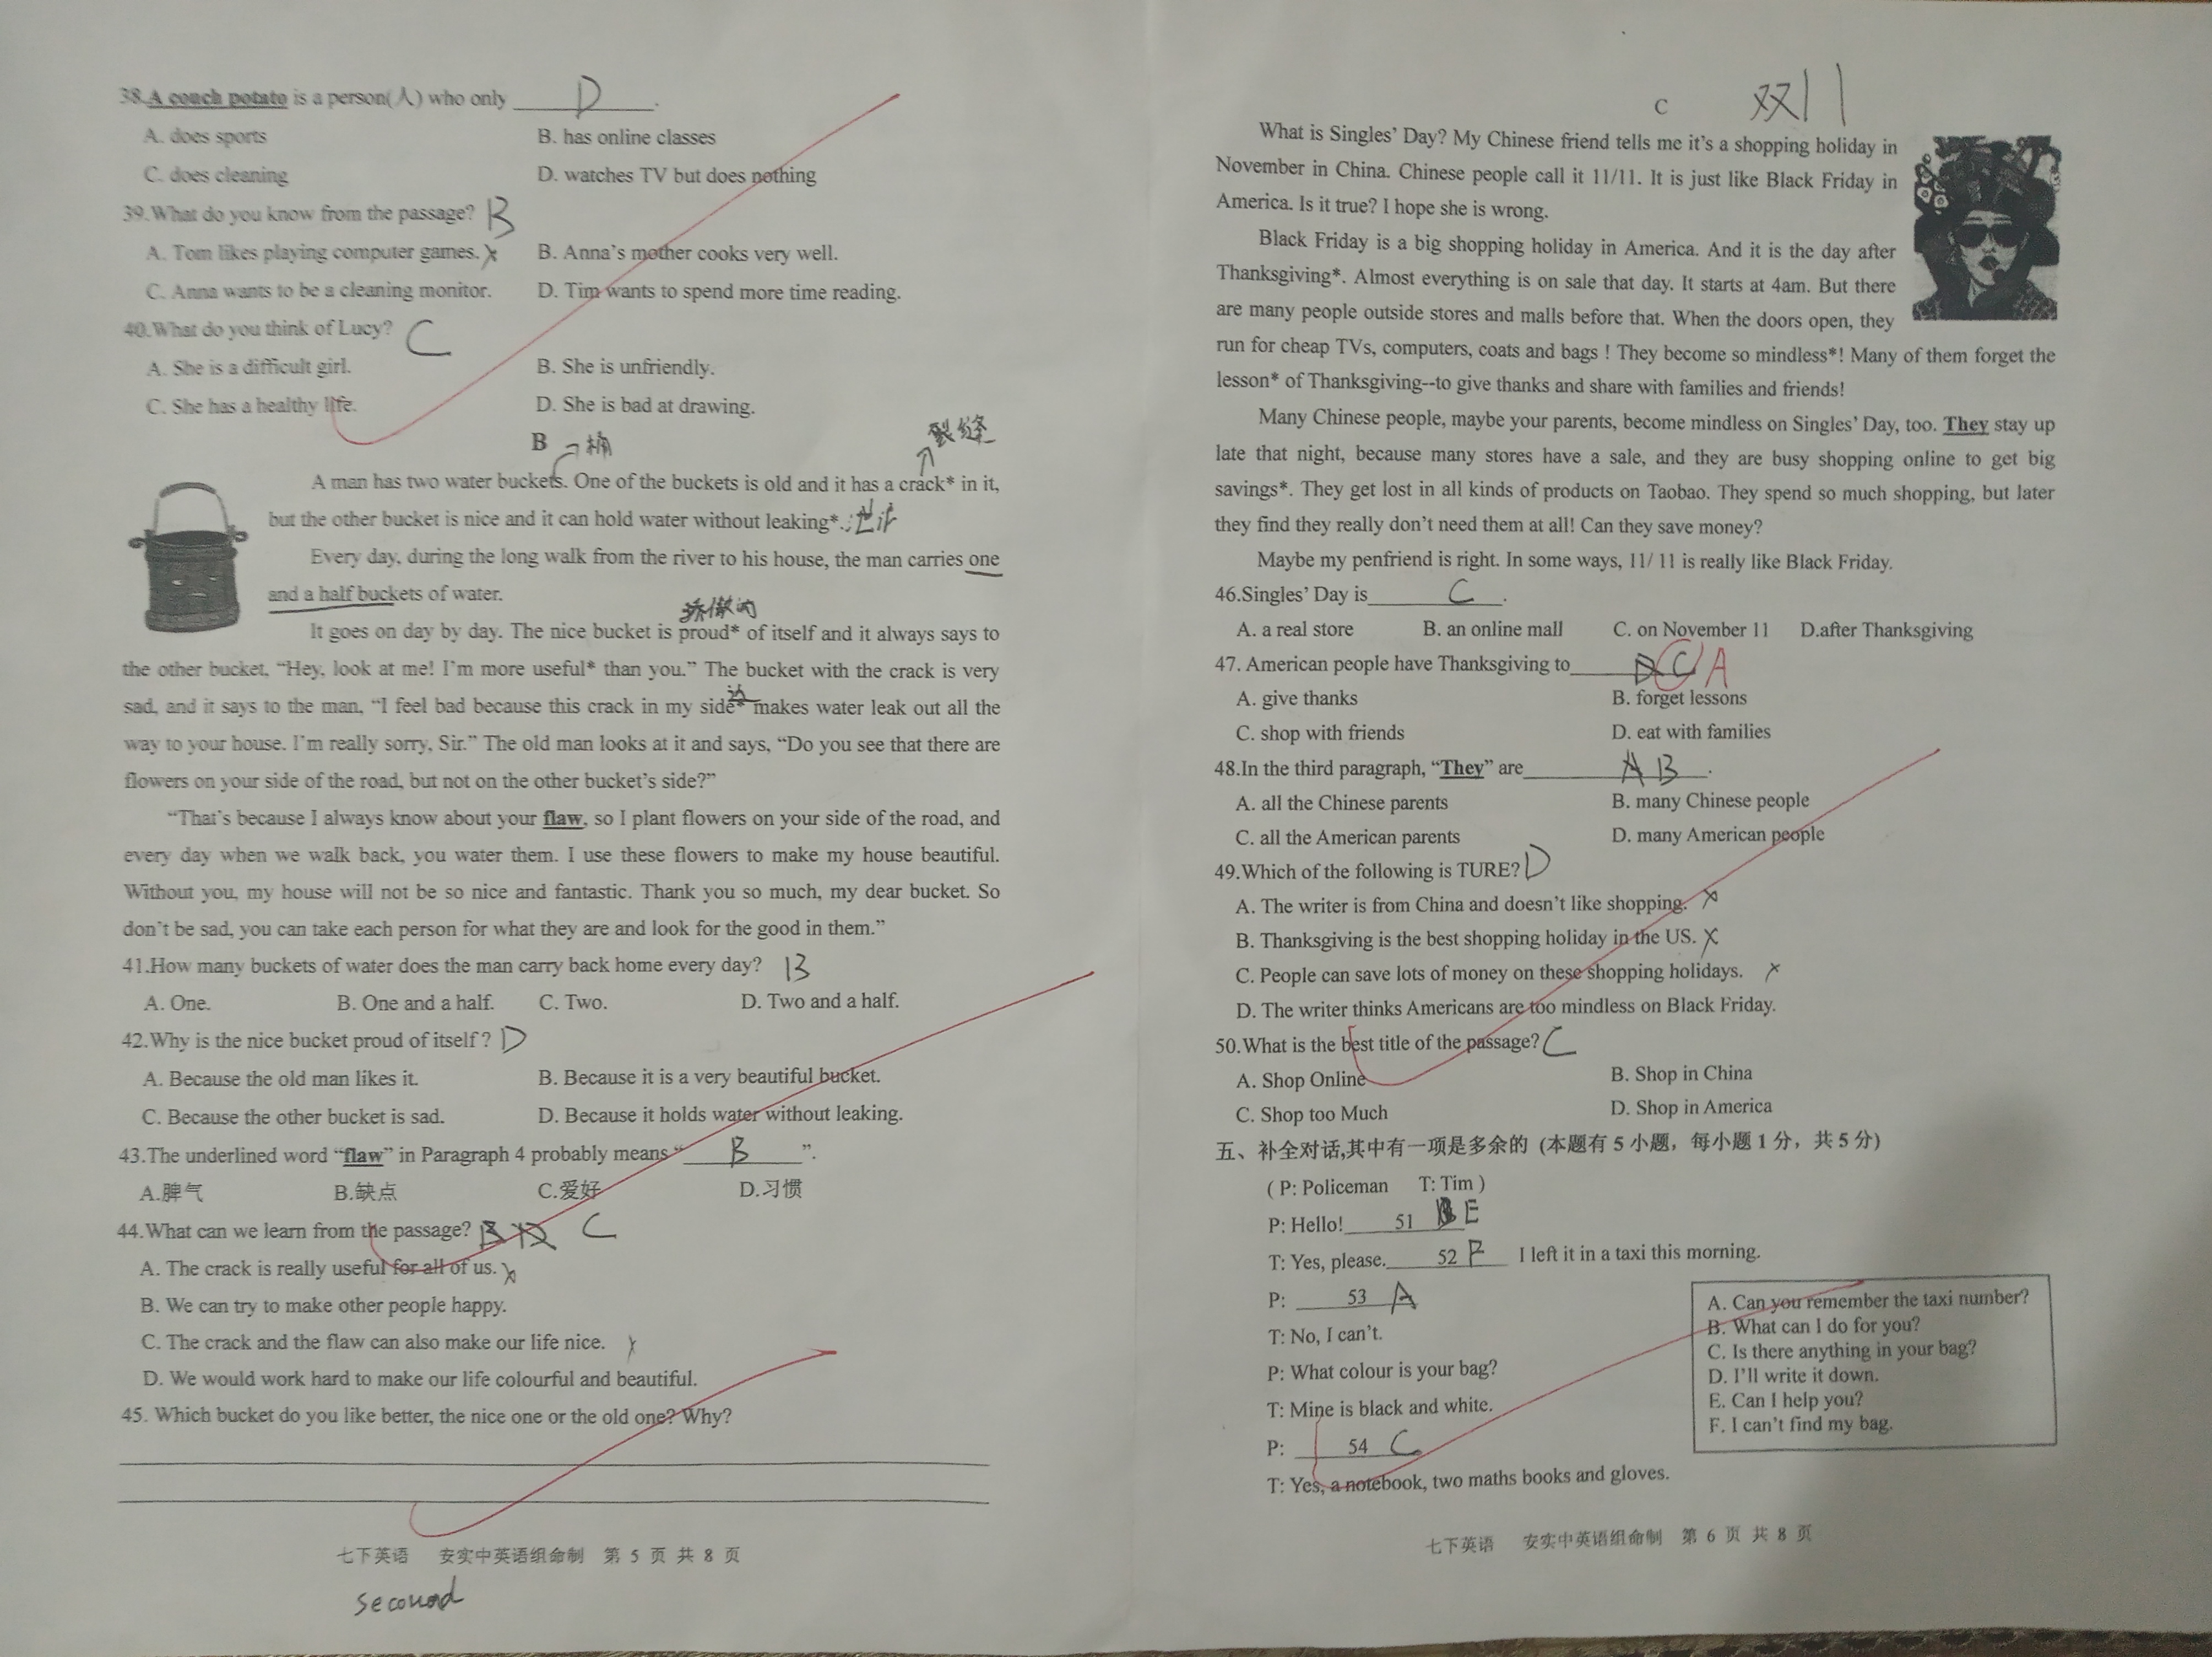 38.A couch potato is a person(人) who only D.
A. does sports B. has online classes
C. does cleaning D. watches TV but does nothing
39.What do you know from the passage? B
A. Tom likes playing computer games. x B. Anna's mother cooks very well.
C. Anna wants to be a cleaning monitor. D. Tim wants to spend more time reading.
40.What do you think of Lucy? C
A. She is a difficult girl. B. She is unfriendly.
C. She has a healthy life. D. She is bad at drawing.
B 桶 裂缝
A man has two water buckets. One of the buckets is old and it has a crack* in it,
but the other bucket is nice and it can hold water without leaking*.
Every day, during the long walk from the river to his house, the man carries one
and a half buckets of water.
骄傲的
It goes on day by day. The nice bucket is proud* of itself and it always says to
the other bucket, “Hey, look at me! I'm more useful* than you.” The bucket with the crack is very
边
sad, and it says to the man, “I feel bad because this crack in my side* makes water leak out all the
way to your house. I'm really sorry, Sir.” The old man looks at it and says, “Do you see that there are
flowers on your side of the road, but not on the other bucket's side?”
“That's because I always know about your flaw, so I plant flowers on your side of the road, and
every day when we walk back, you water them. I use these flowers to make my house beautiful.
Without you, my house will not be so nice and fantastic. Thank you so much, my dear bucket. So
don't be sad, you can take each person for what they are and look for the good in them.”
41.How many buckets of water does the man carry back home every day? B
A. One. B. One and a half. C. Two. D. Two and a half.
42.Why is the nice bucket proud of itself ? D
A. Because the old man likes it. B. Because it is a very beautiful bucket.
C. Because the other bucket is sad. D. Because it holds water without leaking.
43.The underlined word “flaw” in Paragraph 4 probably means “ B ”.
A.脾气 B.缺点 C.爱好 D.习惯
44.What can we learn from the passage? C
A. The crack is really useful for all of us. x
B. We can try to make other people happy.
C. The crack and the flaw can also make our life nice. x
D. We would work hard to make our life colourful and beautiful.
45. Which bucket do you like better, the nice one or the old one? Why?
七下英语 安实中英语组命制 第 5 页 共 8 页
C 双11
What is Singles' Day? My Chinese friend tells me it's a shopping holiday in
November in China. Chinese people call it 11/11. It is just like Black Friday in
America. Is it true? I hope she is wrong.
Black Friday is a big shopping holiday in America. And it is the day after
Thanksgiving*. Almost everything is on sale that day. It starts at 4am. But there
are many people outside stores and malls before that. When the doors open, they
run for cheap TVs, computers, coats and bags ! They become so mindless*! Many of them forget the
lesson* of Thanksgiving--to give thanks and share with families and friends!
Many Chinese people, maybe your parents, become mindless on Singles' Day, too. They stay up
late that night, because many stores have a sale, and they are busy shopping online to get big
savings*. They get lost in all kinds of products on Taobao. They spend so much shopping, but later
they find they really don't need them at all! Can they save money?
Maybe my penfriend is right. In some ways, 11/ 11 is really like Black Friday.
46.Singles' Day is C.
A. a real store B. an online mall C. on November 11 D.after Thanksgiving
47. American people have Thanksgiving to C A
A. give thanks B. forget lessons
C. shop with friends D. eat with families
48.In the third paragraph, “They” are A B.
A. all the Chinese parents B. many Chinese people
C. all the American parents D. many American people
49.Which of the following is TURE? D
A. The writer is from China and doesn't like shopping. x
B. Thanksgiving is the best shopping holiday in the US. x
C. People can save lots of money on these shopping holidays. x
D. The writer thinks Americans are too mindless on Black Friday.
50.What is the best title of the passage? C
A. Shop Online B. Shop in China
C. Shop too Much D. Shop in America
五、补全对话,其中有一项是多余的 (本题有 5 小题，每小题 1 分，共 5 分)
( P: Policeman T: Tim )
P: Hello! 51 E
T: Yes, please. 52 F I left it in a taxi this morning.
P: 53 A
T: No, I can't.
P: What colour is your bag?
T: Mine is black and white.
P: 54 C
T: Yes, a notebook, two maths books and gloves.
A. Can you remember the taxi number?
B. What can I do for you?
C. Is there anything in your bag?
D. I'll write it down.
E. Can I help you?
F. I can't find my bag.
七下英语 安实中英语组命制 第 6 页 共 8 页